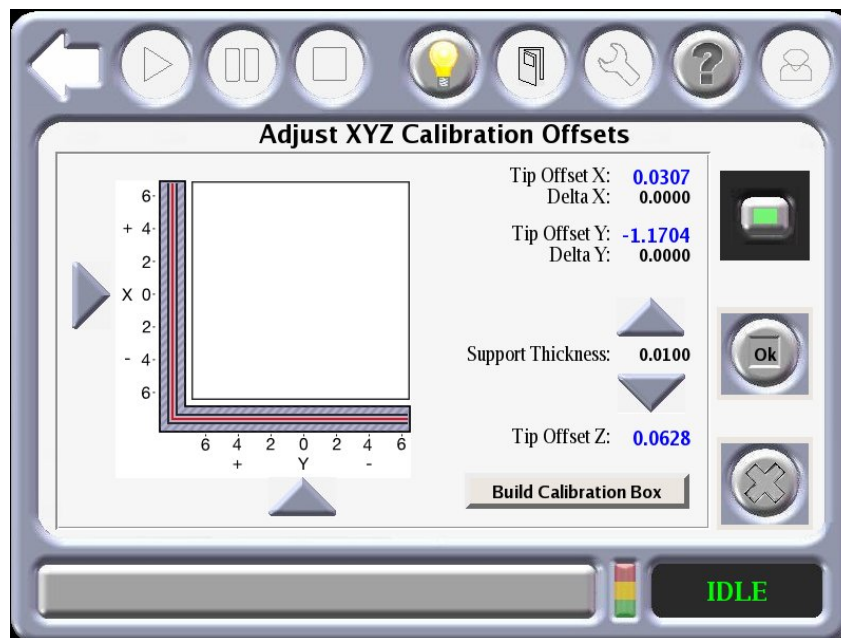 ?
Adjust XYZ Calibration Offsets
Tip Offset X: 0.0307
Delta X: 0.0000
Tip Offset Y: -1.1704
Delta Y: 0.0000
6
+ 4
2
X 0
2
- 4
6
6 4 2 0 2 4 6
+ Y -
Support Thickness: 0.0100
Ok
Tip Offset Z: 0.0628
Build Calibration Box
IDLE